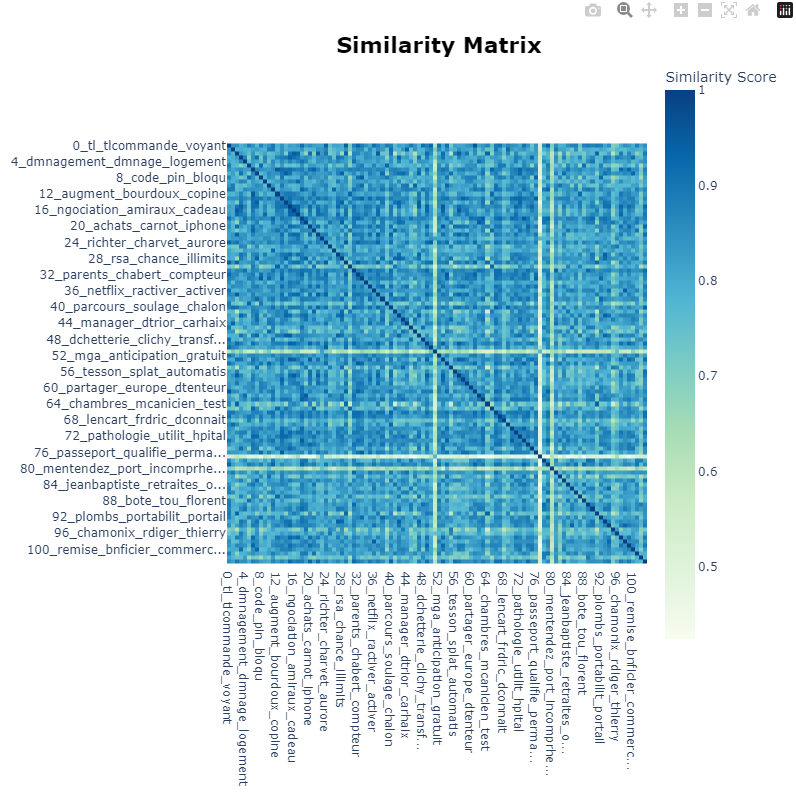 Similarity Matrix
Similarity Score
1
0.9
0.8
0.7
0.6
0.5
0_tl_tlcommande_voyant
4_dmnagement_dmnage_logement
8_code_pin_bloqu
12_augment_bourdoux_copine
16_ngociation_amiraux_cadeau
20_achats_carnot_iphone
24_richter_charvet_aurore
28_rsa_chance_illimits
32_parents_chabert_compteur
36_netflix_ractiver_activer
40_parcours_soulage_chalon
44_manager_dtrior_carhaix
48_dchetterie_clichy_transf...
52_mga_anticipation_gratuit
56_tesson_splat_automatis
60_partager_europe_dtenteur
64_chambres_mcanicien_test
68_lencart_frdric_dconnait
72_pathologie_utilit_hpital
76_passeport_qualifie_perma...
80_mentendez_port_incomprhe...
84_jeanbaptiste_retraites_o...
88_bote_tou_florent
92_plombs_portabilit_portail
96_chamonix_rdiger_thierry
100_remise_bnficier_commerc...
0_tl_tlcommande_voyant
4_dmnagement_dmnage_logement
8_code_pin_bloqu
12_augment_bourdoux_copine
16_ngociation_amiraux_cadeau
20_achats_carnot_iphone
24_richter_charvet_aurore
28_rsa_chance_illimits
32_parents_chabert_compteur
36_netflix_ractiver_activer
40_parcours_soulage_chalon
44_manager_dtrior_carhaix
48_dchetterie_clichy_transf...
52_mga_anticipation_gratuit
56_tesson_splat_automatis
60_partager_europe_dtenteur
64_chambres_mcanicien_test
68_lencart_frdric_dconnait
72_pathologie_utilit_hpital
76_passeport_qualifie_perma...
80_mentendez_port_incomprhe...
84_jeanbaptiste_retraites_o...
88_bote_tou_florent
92_plombs_portabilit_portail
96_chamonix_rdiger_thierry
100_remise_bnficier_commerc...